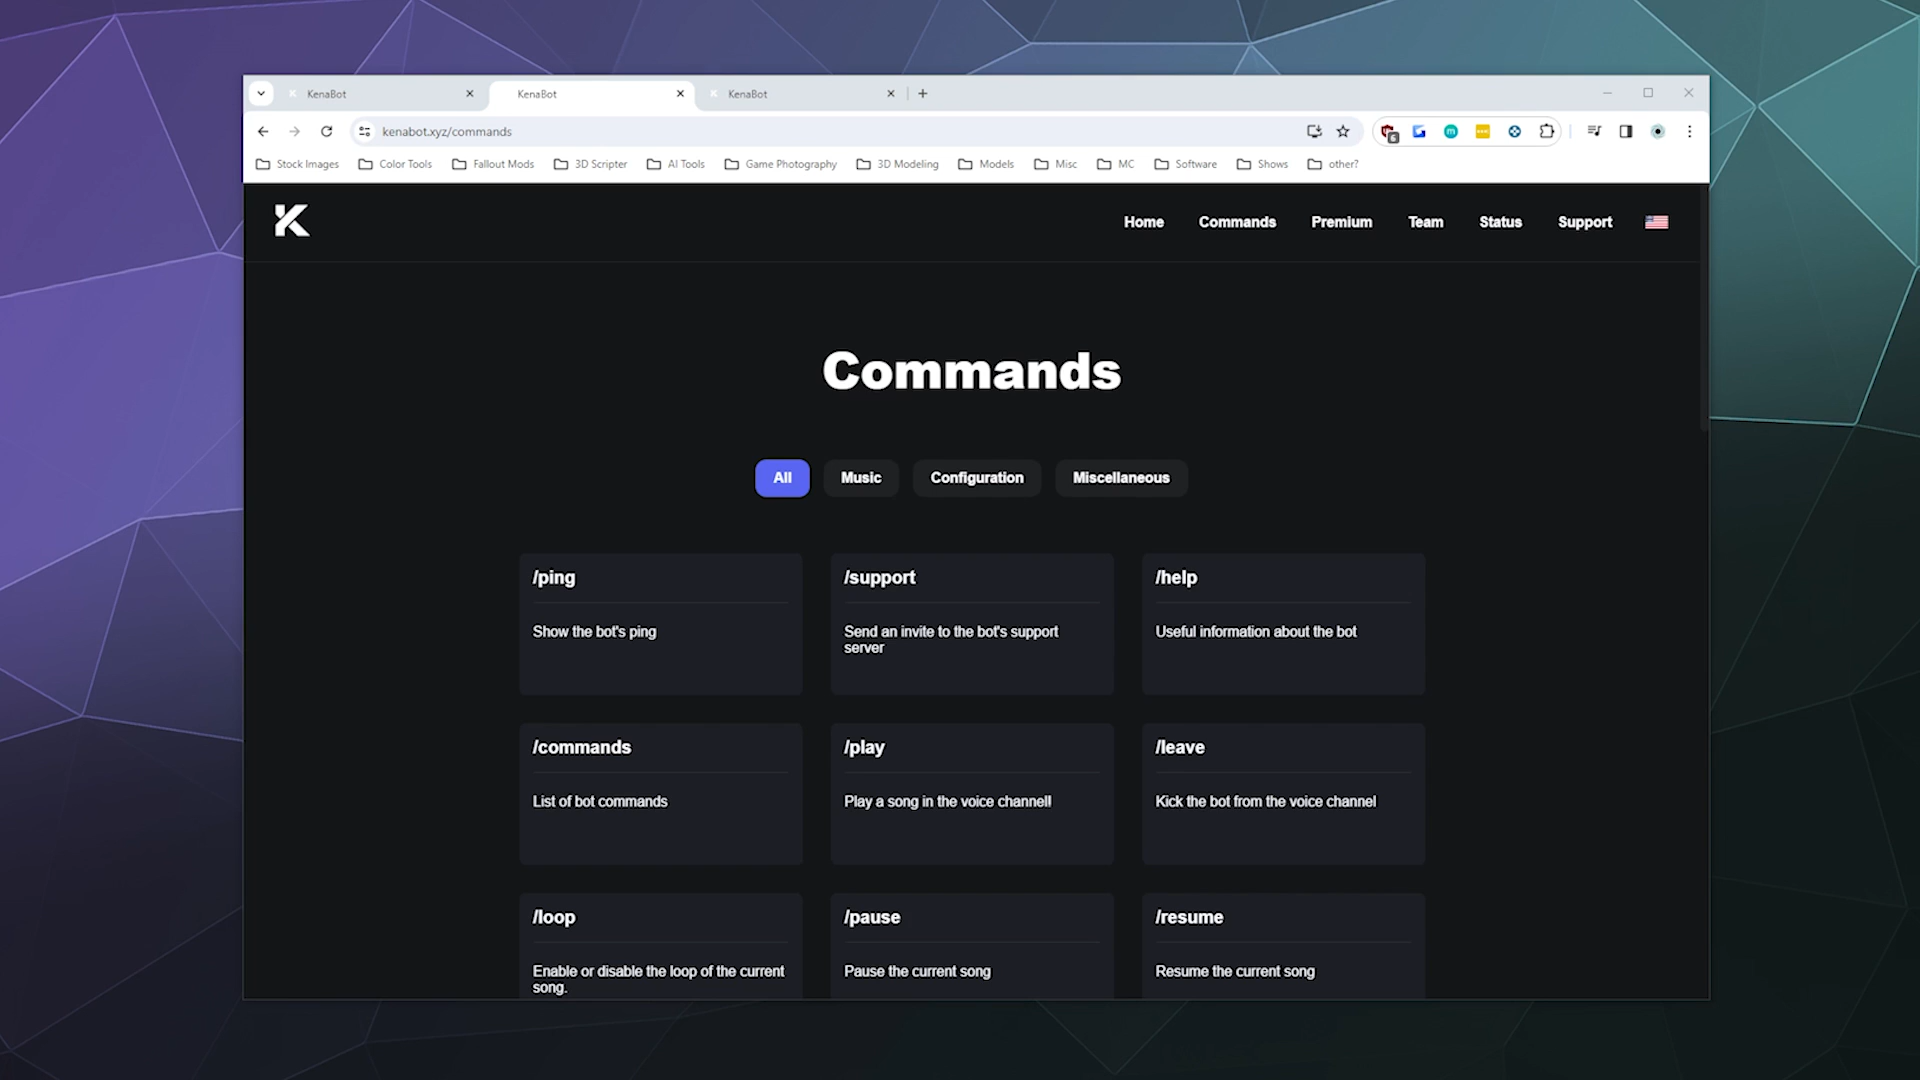 KenaBot
KenaBot
KenaBot
kenabot.xyz/commands
6
Stock Images
Color Tools
Fallout Mods
3D Scripter
AI Tools
Game Photography
3D Modeling
Models
Misc
MC
Software
Shows
other?
Home
Commands
Premium
Team
Status
Support
Commands
All
Music
Configuration
Miscellaneous
/ping
Show the bot's ping
/support
Send an invite to the bot's support
server
/help
Useful information about the bot
/commands
List of bot commands
/play
Play a song in the voice channell
/leave
Kick the bot from the voice channel
/loop
Enable or disable the loop of the current
song.
/pause
Pause the current song
/resume
Resume the current song